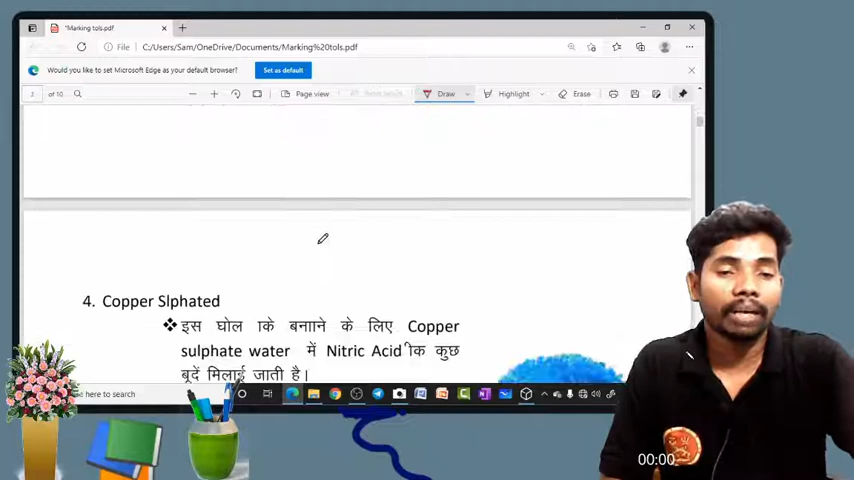 *Marking tols.pdf
File
C:/Users/Sam/OneDrive/Documents/Marking%20tols.pdf
Would you like to set Microsoft Edge as your default browser?
Set as default
of 10
Page view
Draw
Highlight
Erase
4. Copper Slphated
❖ इस घोल ाके बनााने के लिए Copper
sulphate water में Nitric Acid ीक कुछ
बूदें मिलाई जाती है।
here to search
00:00